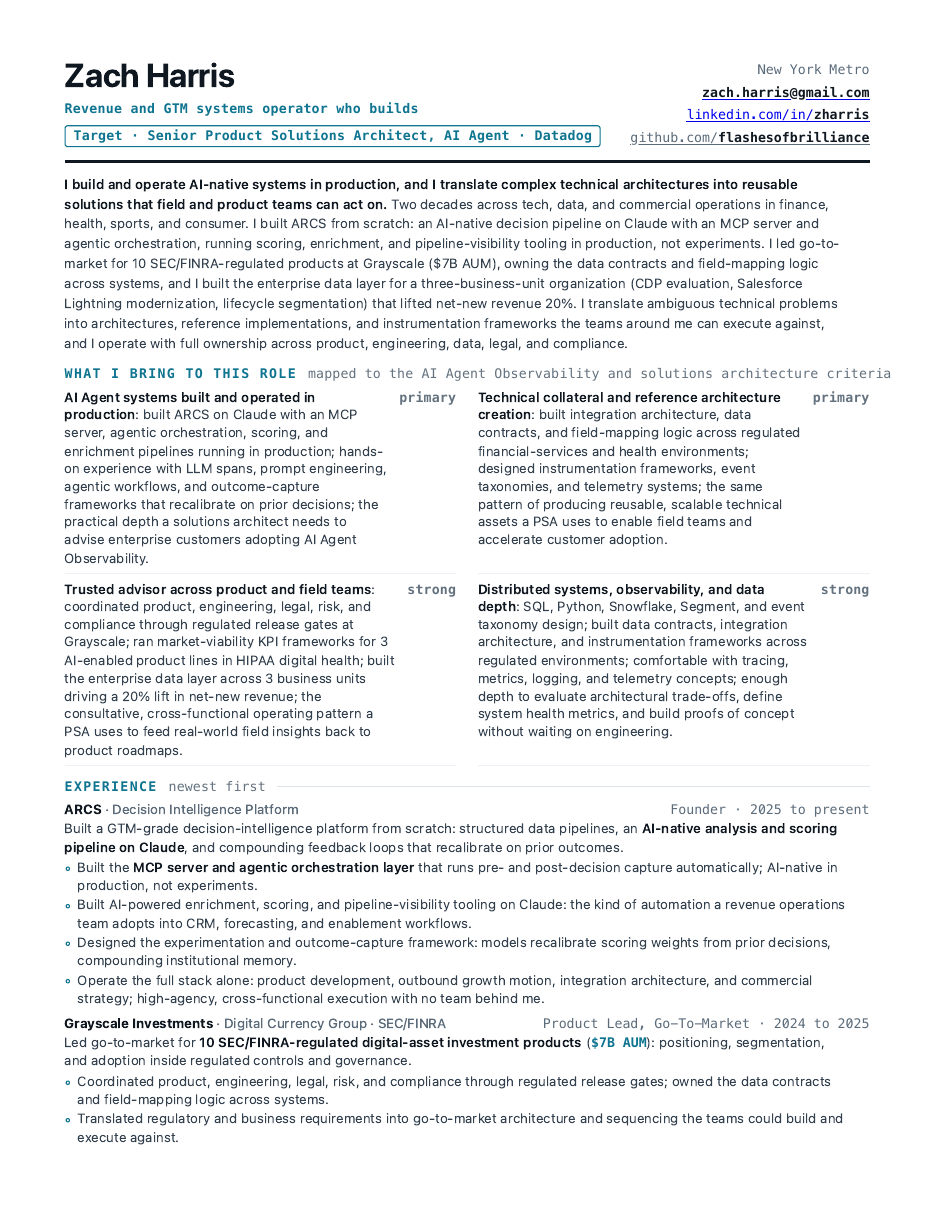 Zach Harris
Revenue and GTM systems operator who builds
Target · Senior Product Solutions Architect, AI Agent · Datadog
New York Metro
zach.harris@gmail.com
linkedin.com/in/zharris
github.com/flashesofbrilliance
I build and operate AI-native systems in production, and I translate complex technical architectures into reusable
solutions that field and product teams can act on. Two decades across tech, data, and commercial operations in finance,
health, sports, and consumer. I built ARCS from scratch: an AI-native decision pipeline on Claude with an MCP server and
agentic orchestration, running scoring, enrichment, and pipeline-visibility tooling in production, not experiments. I led go-to-
market for 10 SEC/FINRA-regulated products at Grayscale ($7B AUM), owning the data contracts and field-mapping logic
across systems, and I built the enterprise data layer for a three-business-unit organization (CDP evaluation, Salesforce
Lightning modernization, lifecycle segmentation) that lifted net-new revenue 20%. I translate ambiguous technical problems
into architectures, reference implementations, and instrumentation frameworks the teams around me can execute against,
and I operate with full ownership across product, engineering, data, legal, and compliance.
WHAT I BRING TO THIS ROLE mapped to the AI Agent Observability and solutions architecture criteria
AI Agent systems built and operated in primary
production: built ARCS on Claude with an MCP
server, agentic orchestration, scoring, and
enrichment pipelines running in production; hands-
on experience with LLM spans, prompt engineering,
agentic workflows, and outcome-capture
frameworks that recalibrate on prior decisions; the
practical depth a solutions architect needs to
advise enterprise customers adopting AI Agent
Observability.
Technical collateral and reference architecture primary
creation: built integration architecture, data
contracts, and field-mapping logic across regulated
financial-services and health environments;
designed instrumentation frameworks, event
taxonomies, and telemetry systems; the same
pattern of producing reusable, scalable technical
assets a PSA uses to enable field teams and
accelerate customer adoption.
Trusted advisor across product and field teams: strong
coordinated product, engineering, legal, risk, and
compliance through regulated release gates at
Grayscale; ran market-viability KPI frameworks for 3
AI-enabled product lines in HIPAA digital health; built
the enterprise data layer across 3 business units
driving a 20% lift in net-new revenue; the
consultative, cross-functional operating pattern a
PSA uses to feed real-world field insights back to
product roadmaps.
Distributed systems, observability, and data strong
depth: SQL, Python, Snowflake, Segment, and event
taxonomy design; built data contracts, integration
architecture, and instrumentation frameworks across
regulated environments; comfortable with tracing,
metrics, logging, and telemetry concepts; enough
depth to evaluate architectural trade-offs, define
system health metrics, and build proofs of concept
without waiting on engineering.
EXPERIENCE newest first
ARCS · Decision Intelligence Platform Founder · 2025 to present
Built a GTM-grade decision-intelligence platform from scratch: structured data pipelines, an AI-native analysis and scoring
pipeline on Claude, and compounding feedback loops that recalibrate on prior outcomes.
Built the MCP server and agentic orchestration layer that runs pre- and post-decision capture automatically; AI-native in
production, not experiments.
Built AI-powered enrichment, scoring, and pipeline-visibility tooling on Claude: the kind of automation a revenue operations
team adopts into CRM, forecasting, and enablement workflows.
Designed the experimentation and outcome-capture framework: models recalibrate scoring weights from prior decisions,
compounding institutional memory.
Operate the full stack alone: product development, outbound growth motion, integration architecture, and commercial
strategy; high-agency, cross-functional execution with no team behind me.
Grayscale Investments · Digital Currency Group · SEC/FINRA Product Lead, Go-To-Market · 2024 to 2025
Led go-to-market for 10 SEC/FINRA-regulated digital-asset investment products ($7B AUM): positioning, segmentation,
and adoption inside regulated controls and governance.
Coordinated product, engineering, legal, risk, and compliance through regulated release gates; owned the data contracts
and field-mapping logic across systems.
Translated regulatory and business requirements into go-to-market architecture and sequencing the teams could build and
execute against.